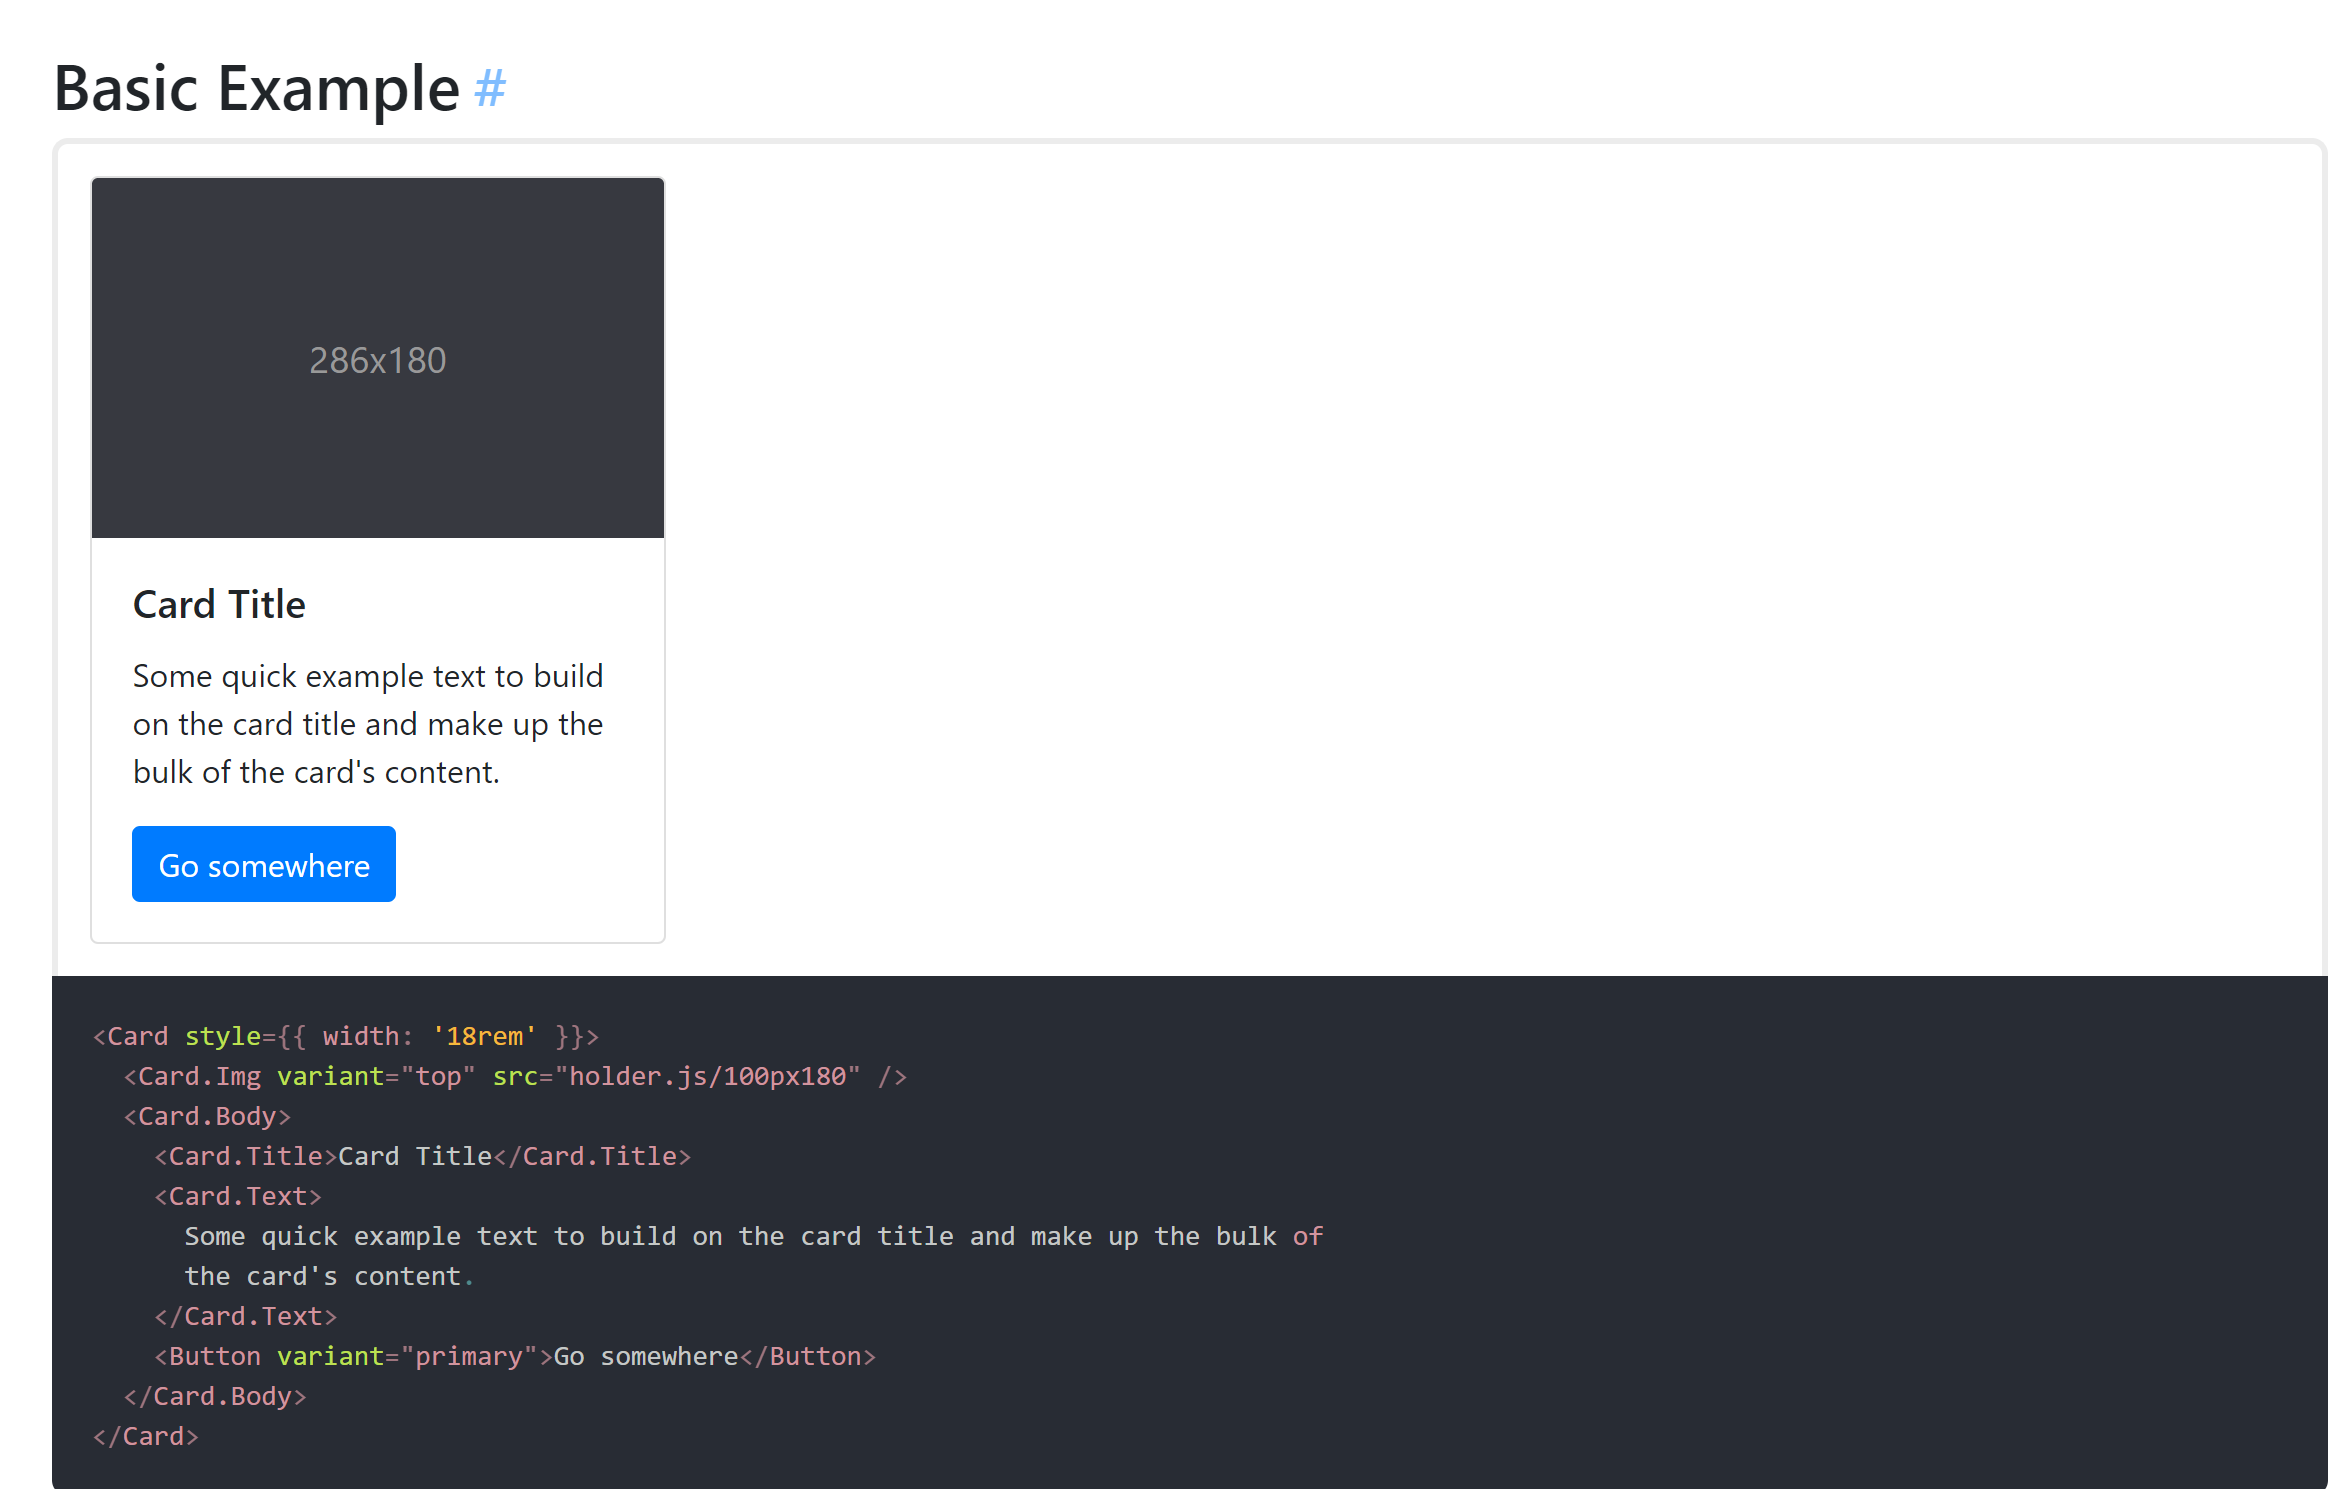 Basic Example #
286x180
Card Title
Some quick example text to build
on the card title and make up the
bulk of the card's content.
Go somewhere
<Card style={{ width: '18rem' }}>
  <Card.Img variant="top" src="holder.js/100px180" />
  <Card.Body>
    <Card.Title>Card Title</Card.Title>
    <Card.Text>
      Some quick example text to build on the card title and make up the bulk of
      the card's content.
    </Card.Text>
    <Button variant="primary">Go somewhere</Button>
  </Card.Body>
</Card>